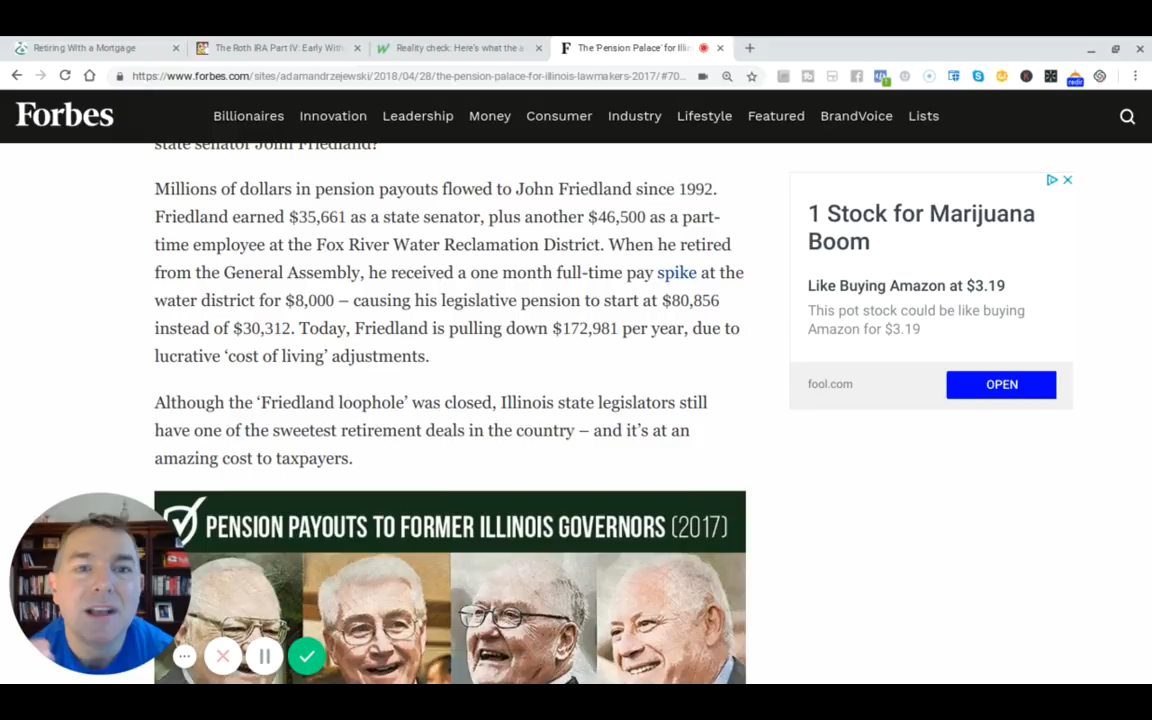 Retiring With a Mortgage
The Roth IRA Part IV: Early With
Reality check: Here's what the a
The 'Pension Palace' for Illi
https://www.forbes.com/sites/adamandrzejewski/2018/04/28/the-pension-palace-for-illinois-lawmakers-2017/#70...
Forbes
Billionaires Innovation Leadership Money Consumer Industry Lifestyle Featured BrandVoice Lists
state senator John Friedland?
Millions of dollars in pension payouts flowed to John Friedland since 1992.
Friedland earned $35,661 as a state senator, plus another $46,500 as a part-
time employee at the Fox River Water Reclamation District. When he retired
from the General Assembly, he received a one month full-time pay spike at the
water district for $8,000 – causing his legislative pension to start at $80,856
instead of $30,312. Today, Friedland is pulling down $172,981 per year, due to
lucrative 'cost of living' adjustments.
Although the 'Friedland loophole' was closed, Illinois state legislators still
have one of the sweetest retirement deals in the country – and it's at an
amazing cost to taxpayers.
PENSION PAYOUTS TO FORMER ILLINOIS GOVERNORS (2017)
1 Stock for Marijuana
Boom
Like Buying Amazon at $3.19
This pot stock could be like buying
Amazon for $3.19
fool.com
OPEN